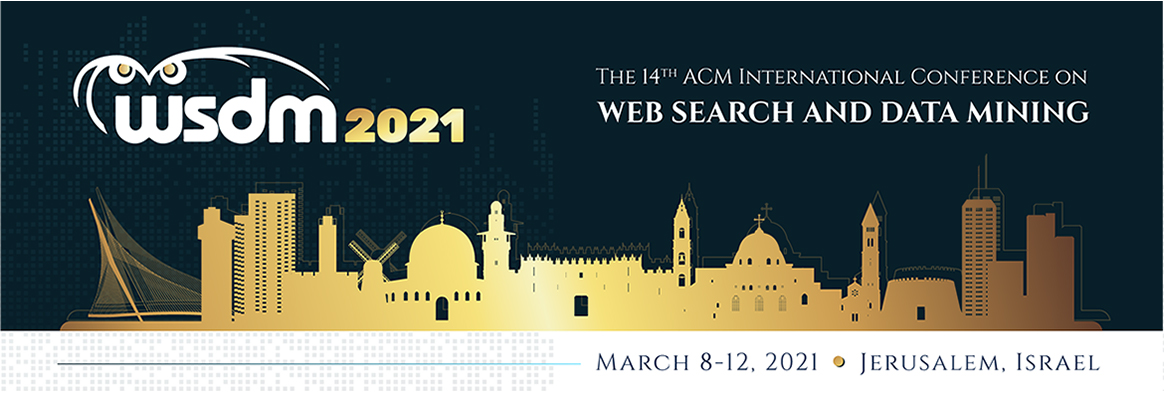 wsdm 2021
The 14th ACM International Conference on
WEB SEARCH AND DATA MINING
March 8-12, 2021 • Jerusalem, Israel